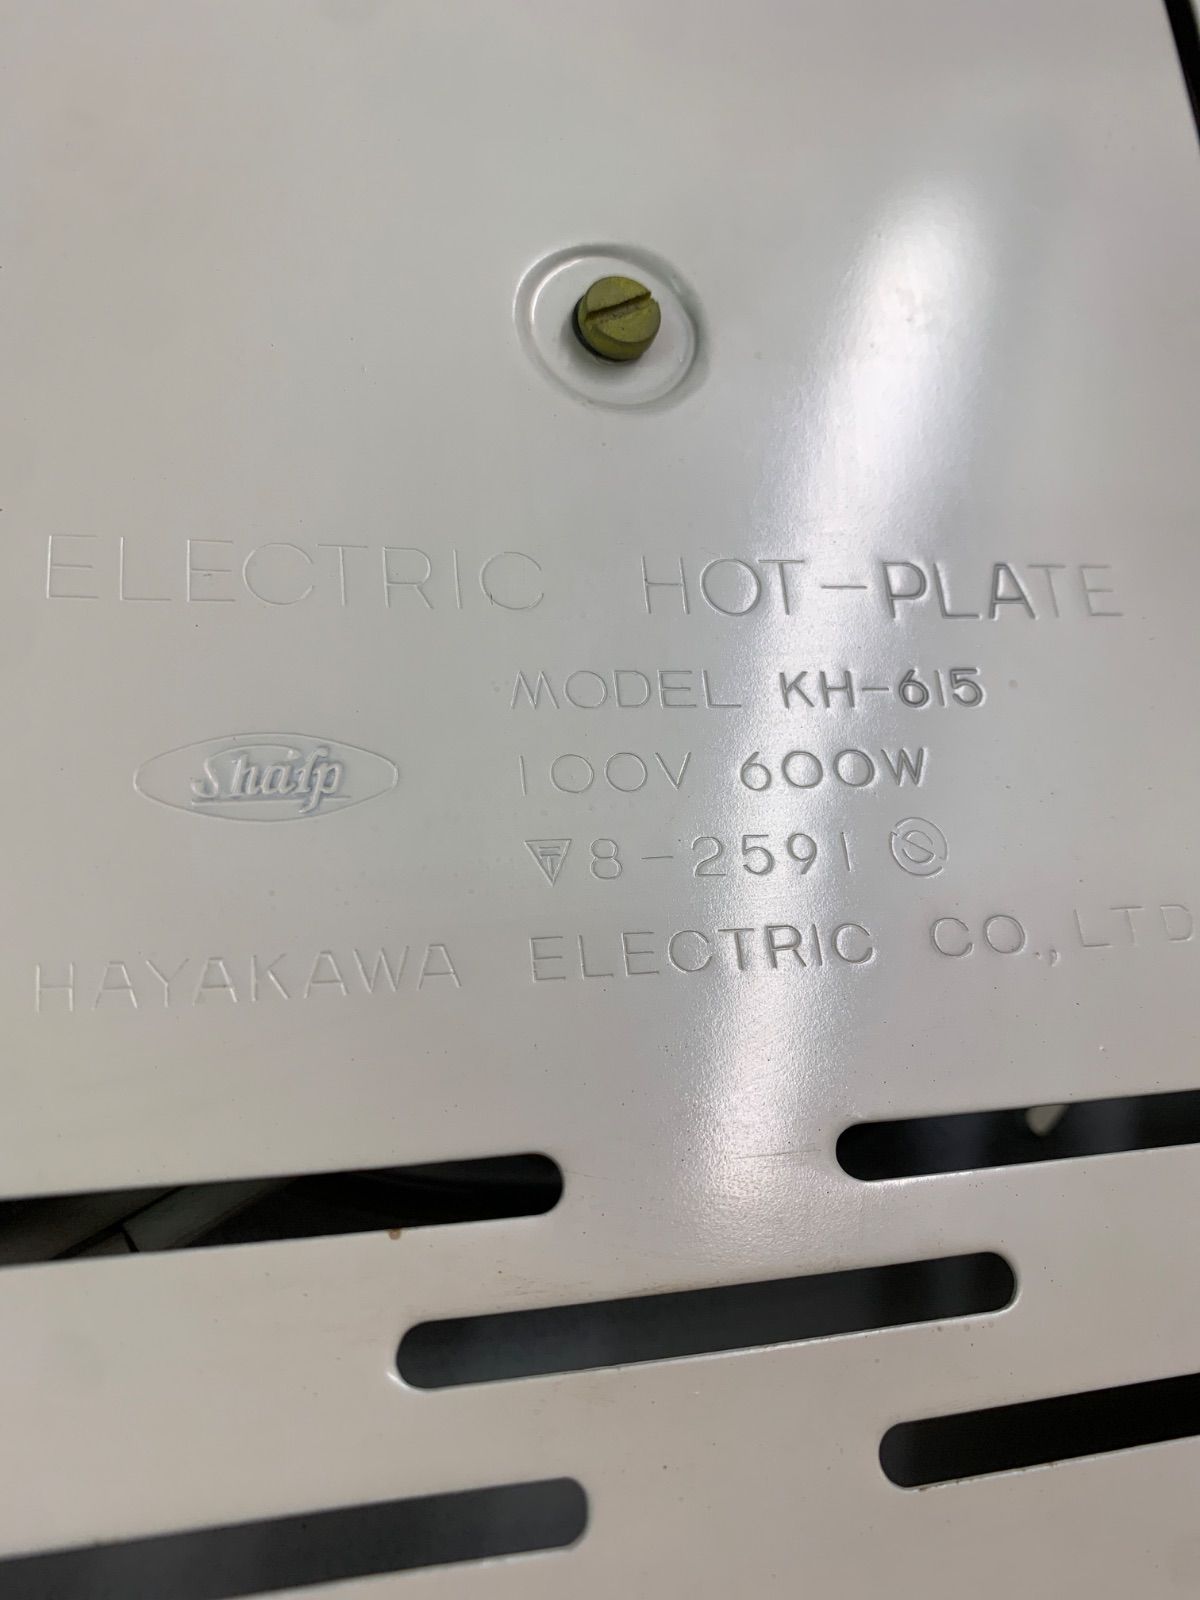 ELECTRIC HOT-PLATE
MODEL KH-615
Sharp
100V 600W
〒8-2591 S
HAYAKAWA ELECTRIC CO., LTD